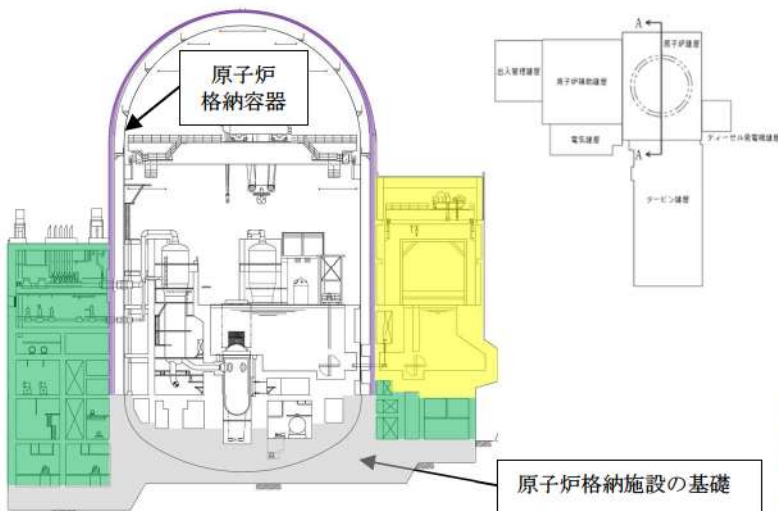 原子炉
格納容器
A
原子炉建屋
出入管理建屋
原子炉補助建屋
ディーゼル発電機建屋
電気建屋
A
タービン建屋
原子炉格納施設の基礎